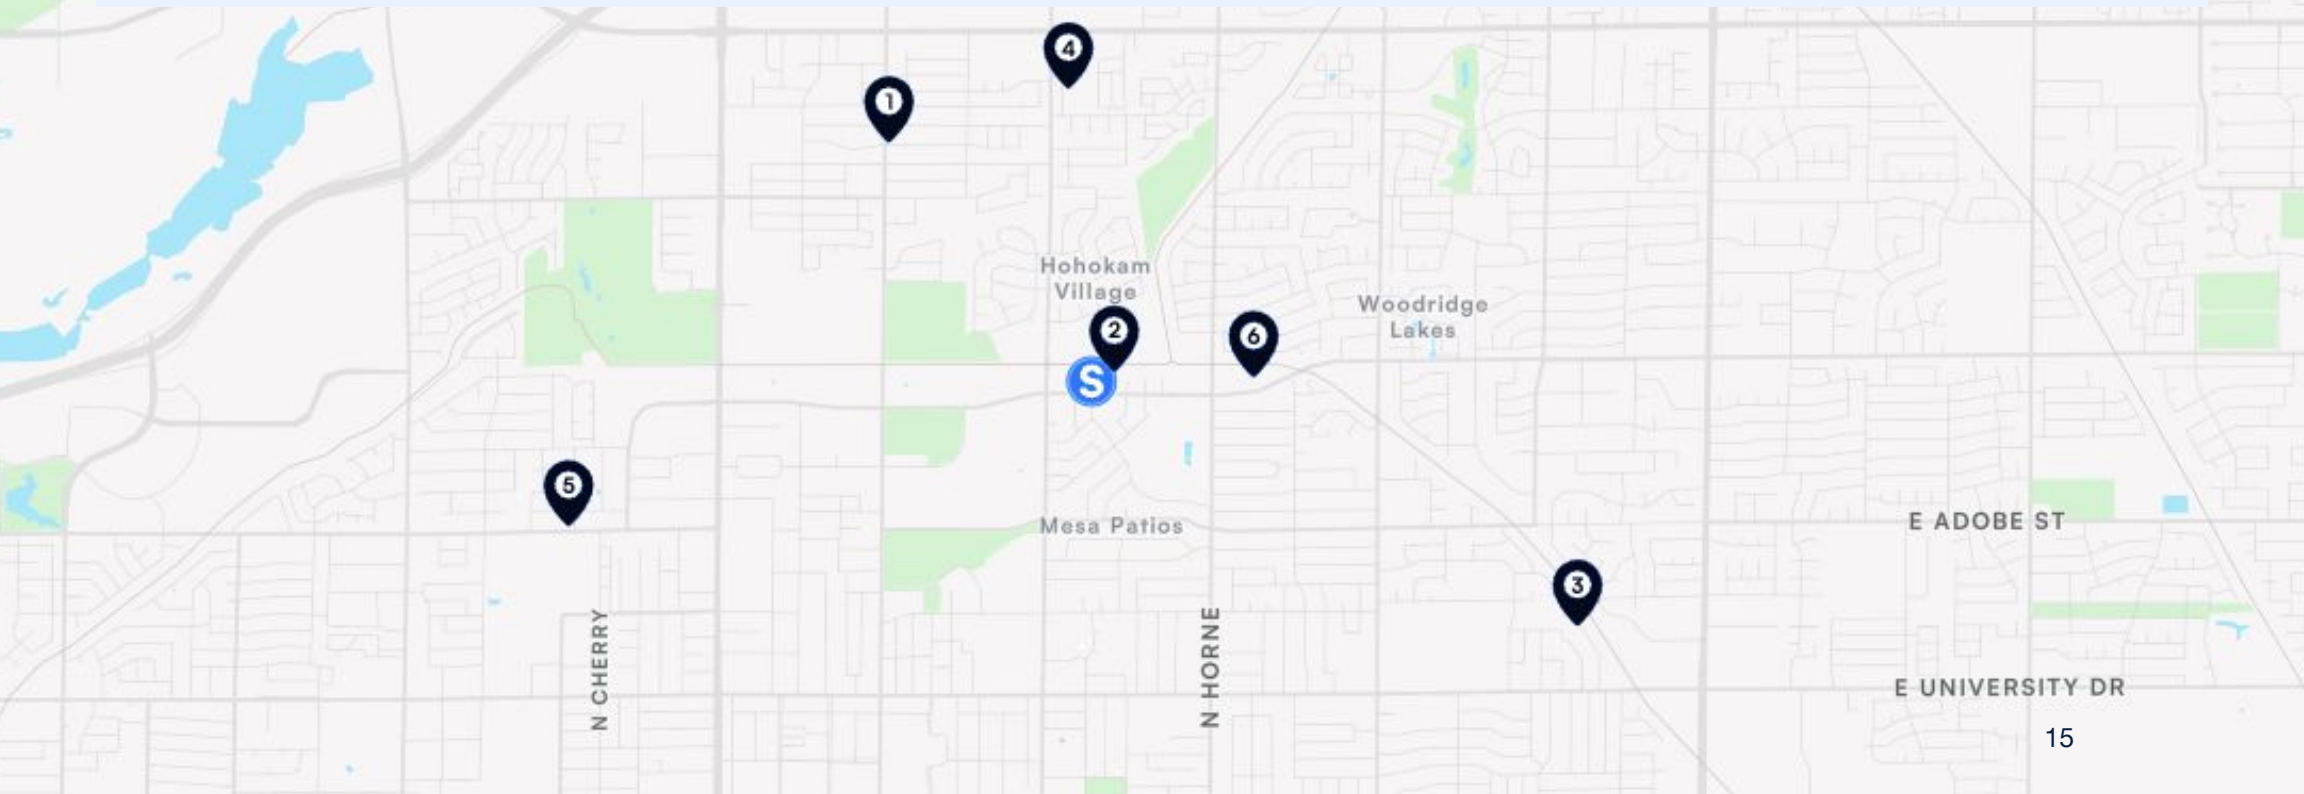 4
1
Hohokam
Village
Woodridge
Lakes
2
6
S
5
Mesa Patios
E ADOBE ST
3
N CHERRY
N HORNE
E UNIVERSITY DR
15